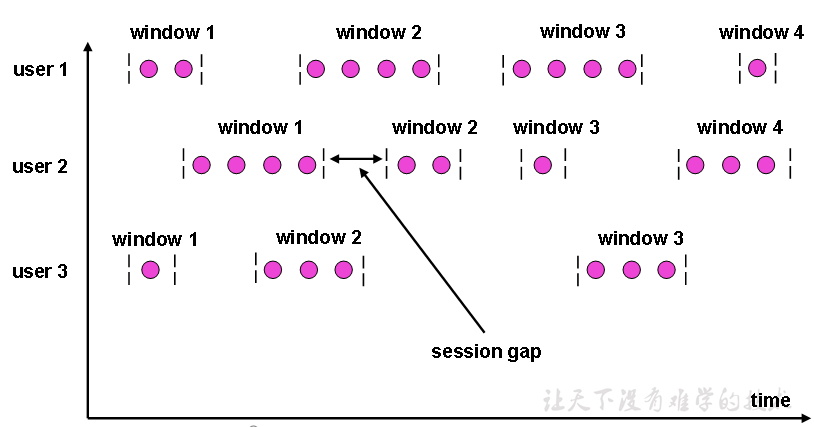 window 1 window 2 window 3 window 4
user 1
window 1 window 2 window 3 window 4
user 2
window 1 window 2 window 3
user 3
session gap
让天下没有难学的技术
time